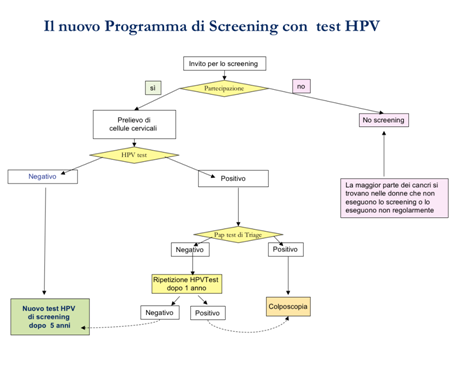 Il nuovo Programma di Screening con test HPV
Invito per lo screening
si
Partecipazione
no
Prelievo di
cellule cervicali
No screening
HPV test
Negativo
Positivo
La maggior parte dei cancri si
trovano nelle donne che non
eseguono lo screening o lo
eseguono non regolarmente
Pap test di Triage
Negativo
Positivo
Ripetizione HPVTest
dopo 1 anno
Nuovo test HPV
di screening
dopo 5 anni
Negativo
Positivo
Colposcopia